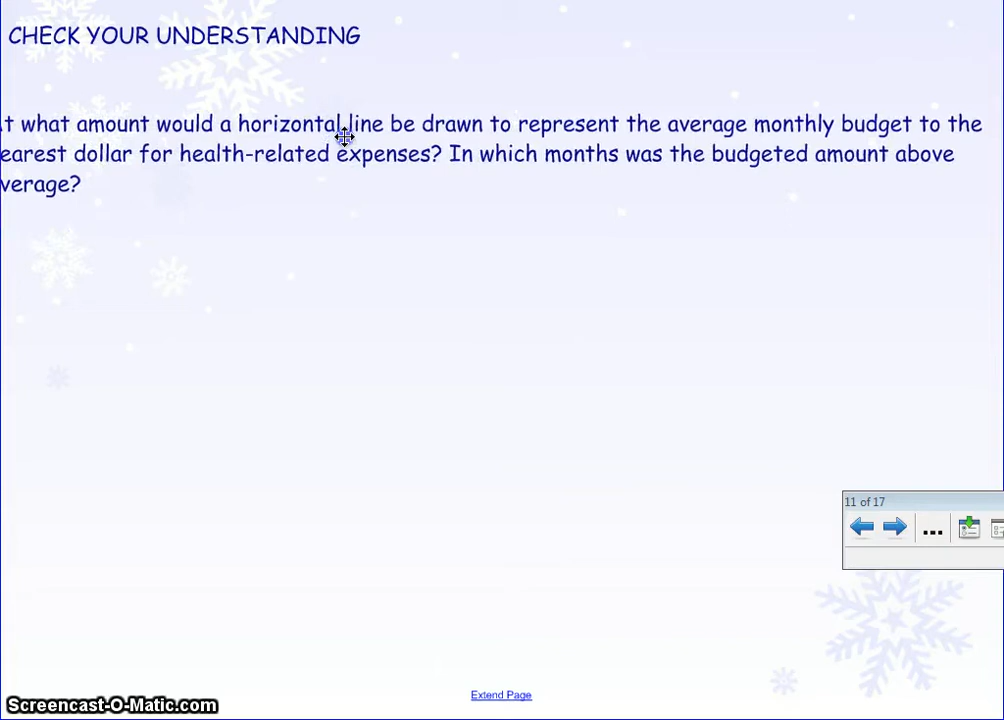 CHECK YOUR UNDERSTANDING
t what amount would a horizontal line be drawn to represent the average monthly budget to the
earest dollar for health-related expenses? In which months was the budgeted amount above
verage?
11 of 17
...
Extend Page
Screencast-O-Matic.com